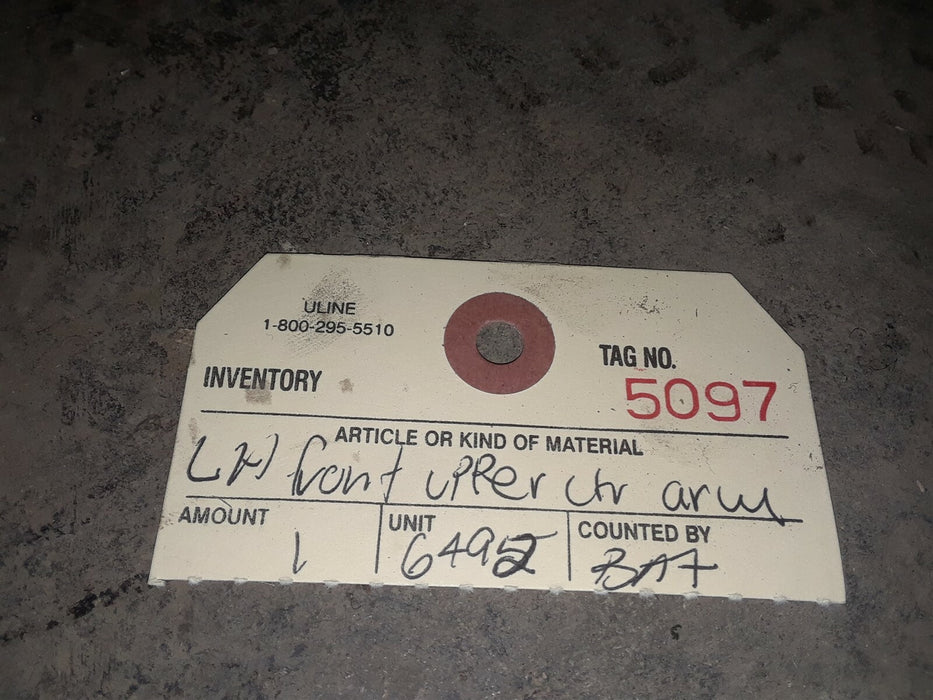 ULINE
1-800-295-5510
INVENTORY
TAG NO.
5097
ARTICLE OR KIND OF MATERIAL
LH front upper ctr arm
AMOUNT
1
UNIT
6495
COUNTED BY